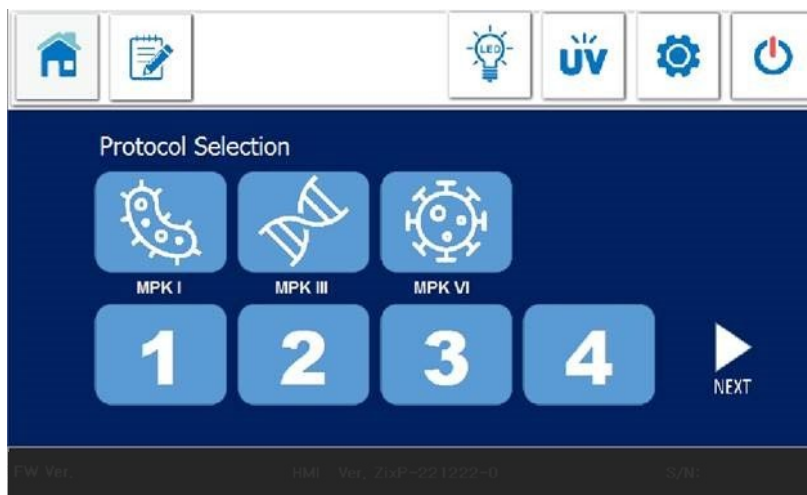 LED
UV
Protocol Selection
MPK I MPK III MPK VI
1 2 3 4
NEXT
FW Ver. HMI Ver, ZixP-221222-0 S/N: